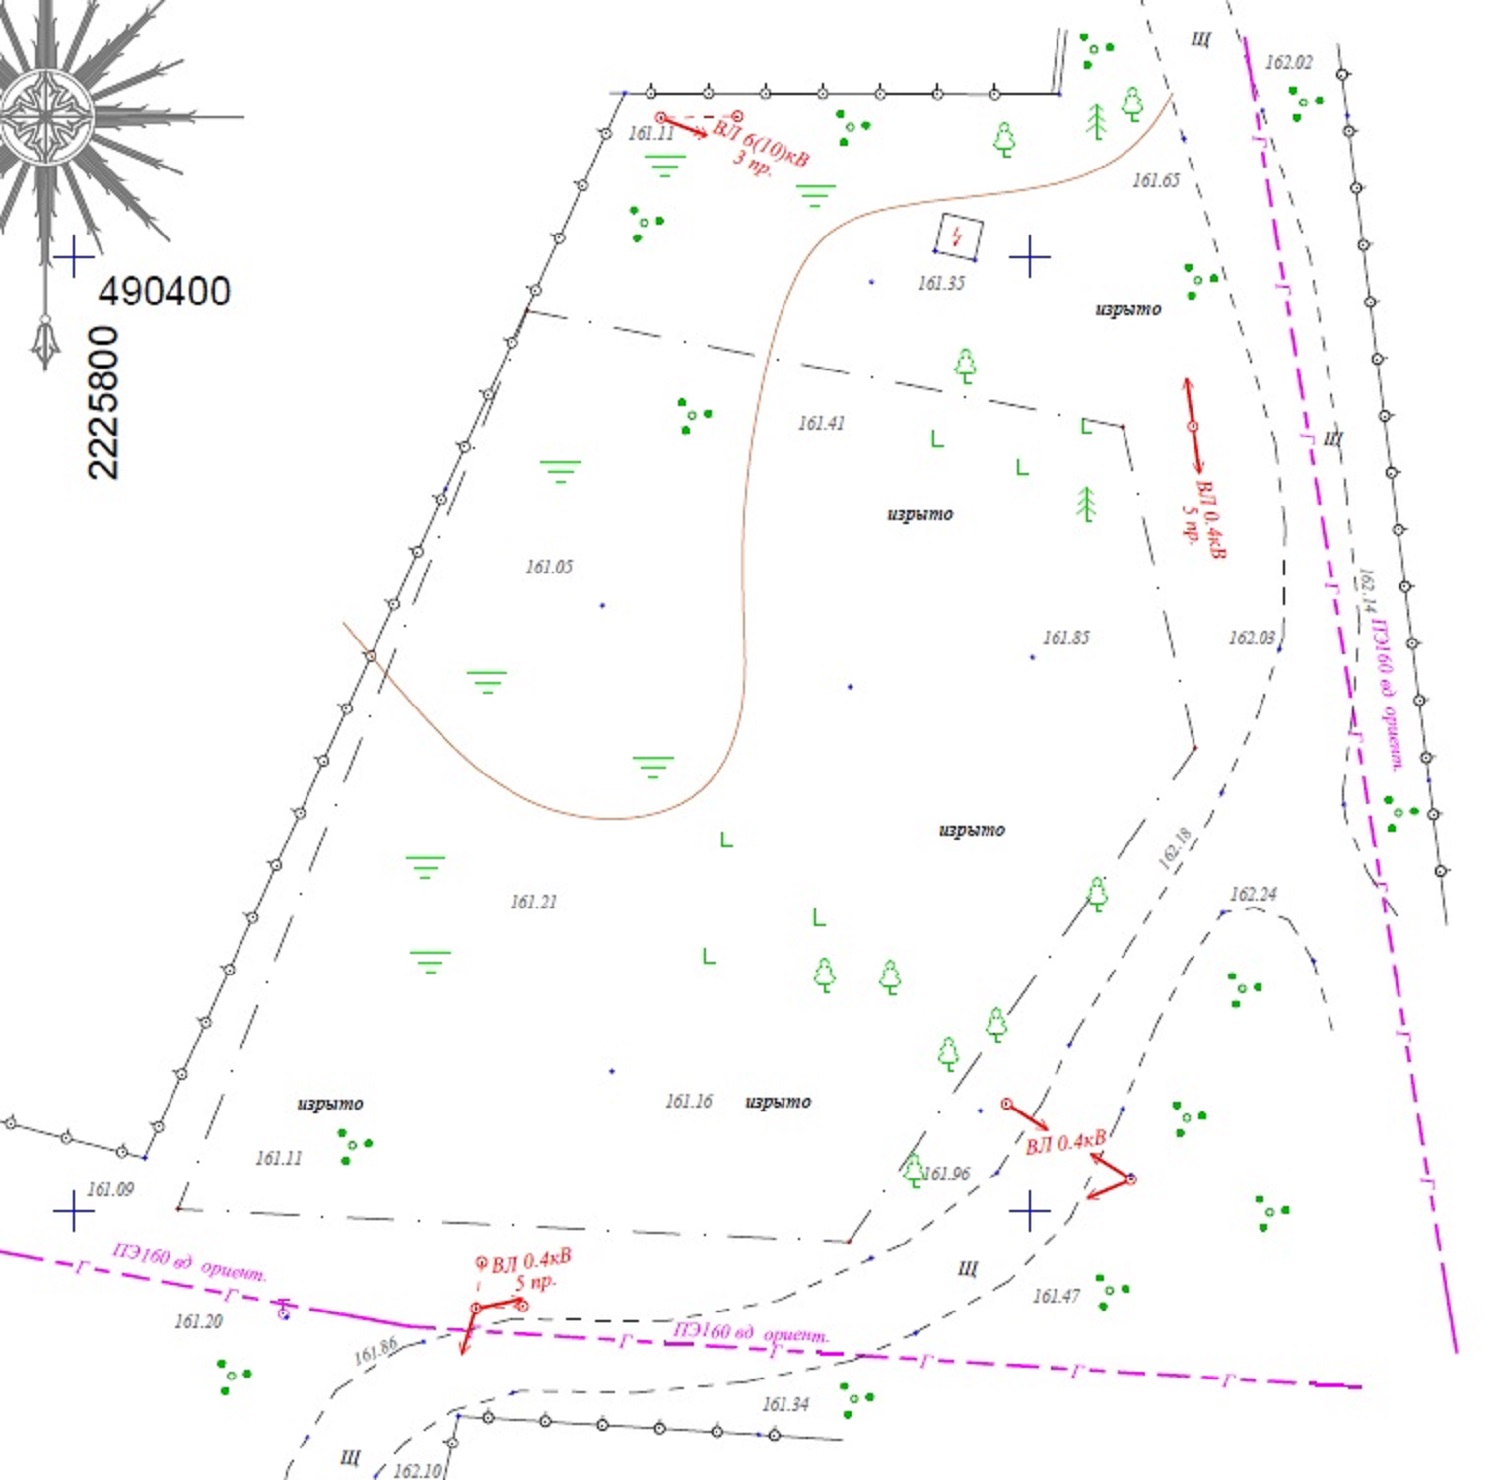 Щ
162.02
161.11
ВЛ 6(10)кВ
3 пр.
161.65
490400
2225800
161.35
изрыто
161.41
Щ
изрыто
ВЛ 0.4кВ
5 пр.
161.05
162.14
161.85
162.03
ПЭ160 вд ориент.
изрыто
162.18
161.21
162.24
изрыто
161.16
изрыто
ВЛ 0.4кВ
161.11
161.96
161.09
ПЭ160 вд ориент.
Г
Г
ВЛ 0.4кВ
5 пр.
Щ
161.47
161.20
161.86
ПЭ160 вд ориент.
Г
Г
Г
Г
Г
161.34
Щ
162.10
Г
Г
Г
Г
Г
Г
Г
Г